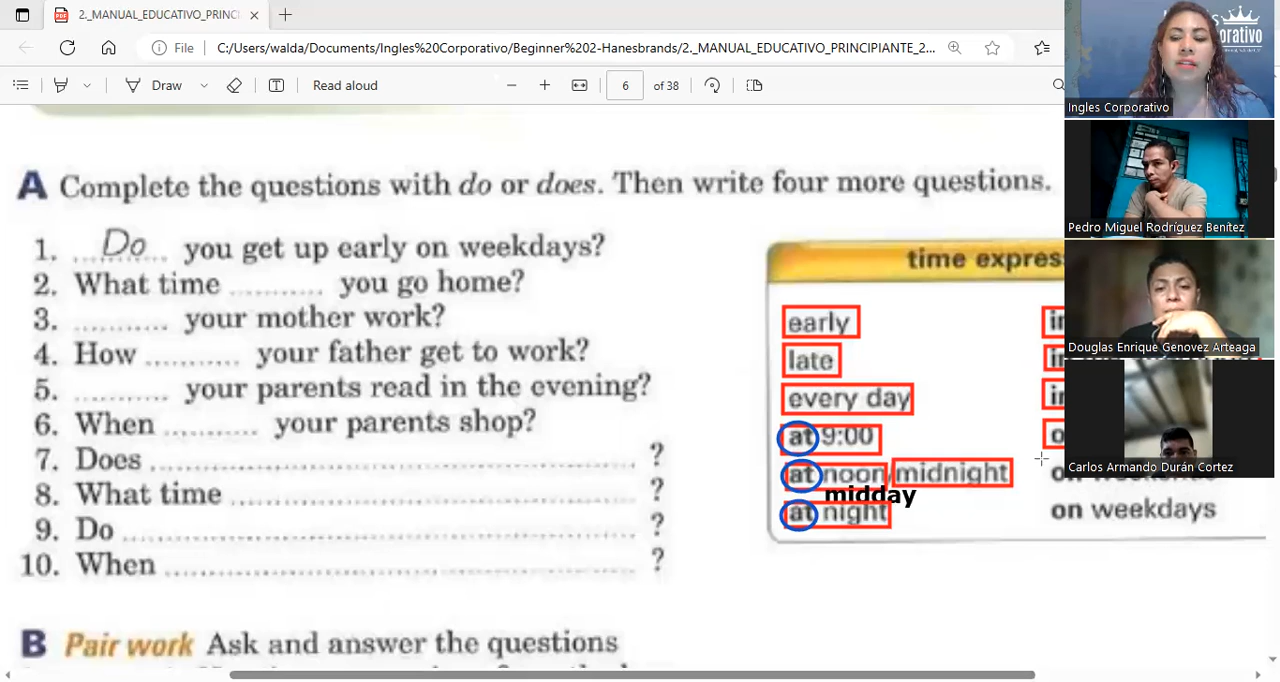 2._MANUAL_EDUCATIVO_PRINCI
File
C:/Users/walda/Documents/Ingles%20Corporativo/Beginner%202-Hanesbrands/2._MANUAL_EDUCATIVO_PRINCIPIANTE_2...
Draw
Read aloud
6 of 38
Ingles Corporativo
Pedro Miguel Rodríguez Benítez
Douglas Enrique Genovez Arteaga
Carlos Armando Durán Cortez
A Complete the questions with do or does. Then write four more questions.
1. Do you get up early on weekdays?
2. What time .......... you go home?
3. .......... your mother work?
4. How .......... your father get to work?
5. .......... your parents read in the evening?
6. When .......... your parents shop?
7. Does .......... ?
8. What time .......... ?
9. Do .......... ?
10. When .......... ?
time expres
early
late
every day
at 9:00
at noon/midnight
midday
at night
on weekdays
B Pair work Ask and answer the questions